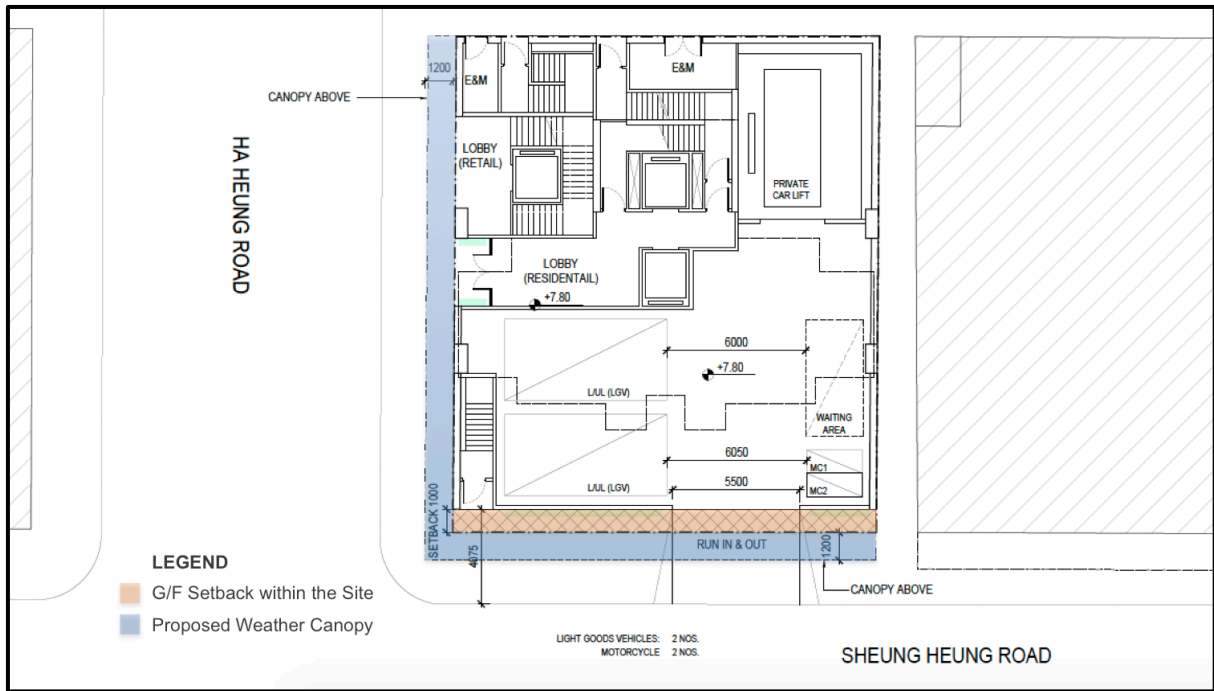 1200
E&M
E&M
CANOPY ABOVE
HA HEUNG ROAD
LOBBY
(RETAIL)
PRIVATE
CAR LIFT
LOBBY
(RESIDENTAIL)
+7.80
6000
+7.80
L/UL (LGV)
WAITING
AREA
6050
MC1
5500
MC2
L/UL (LGV)
SETBACK 1000
4075
RUN IN & OUT
1200
CANOPY ABOVE
LEGEND
G/F Setback within the Site
Proposed Weather Canopy
LIGHT GOODS VEHICLES: 2 NOS.
MOTORCYCLE 2 NOS.
SHEUNG HEUNG ROAD